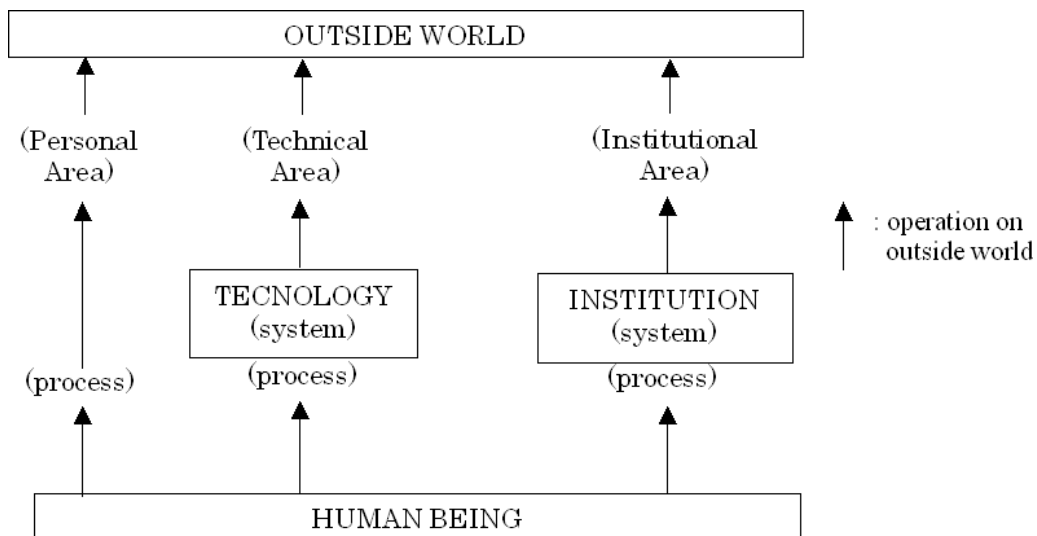 OUTSIDE WORLD
(Personal
Area)
(Technical
Area)
(Institutional
Area)
: operation on
outside world
TECNOLOGY
(system)
INSTITUTION
(system)
(process)
(process)
(process)
HUMAN BEING